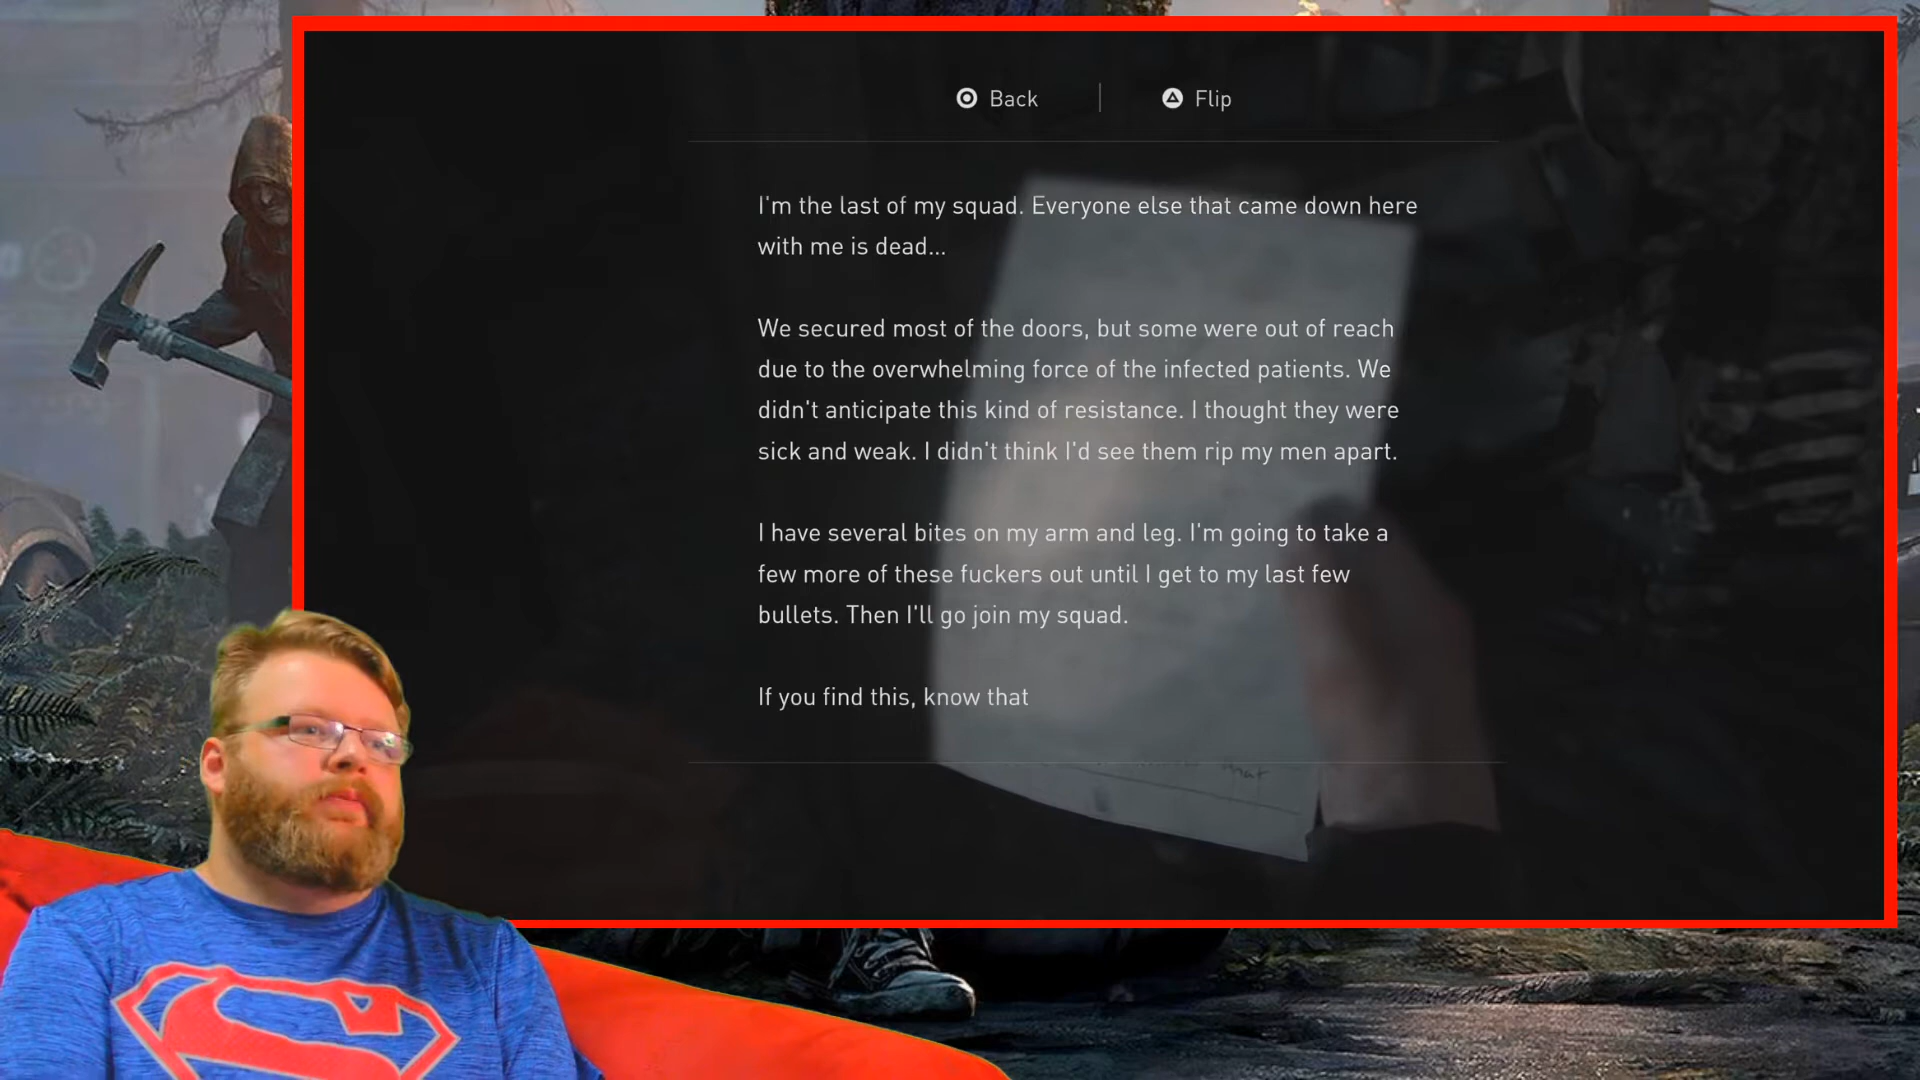 Back
Flip
I'm the last of my squad. Everyone else that came down here
with me is dead...
We secured most of the doors, but some were out of reach
due to the overwhelming force of the infected patients. We
didn't anticipate this kind of resistance. I thought they were
sick and weak. I didn't think I'd see them rip my men apart.
I have several bites on my arm and leg. I'm going to take a
few more of these fuckers out until I get to my last few
bullets. Then I'll go join my squad.
If you find this, know that
that